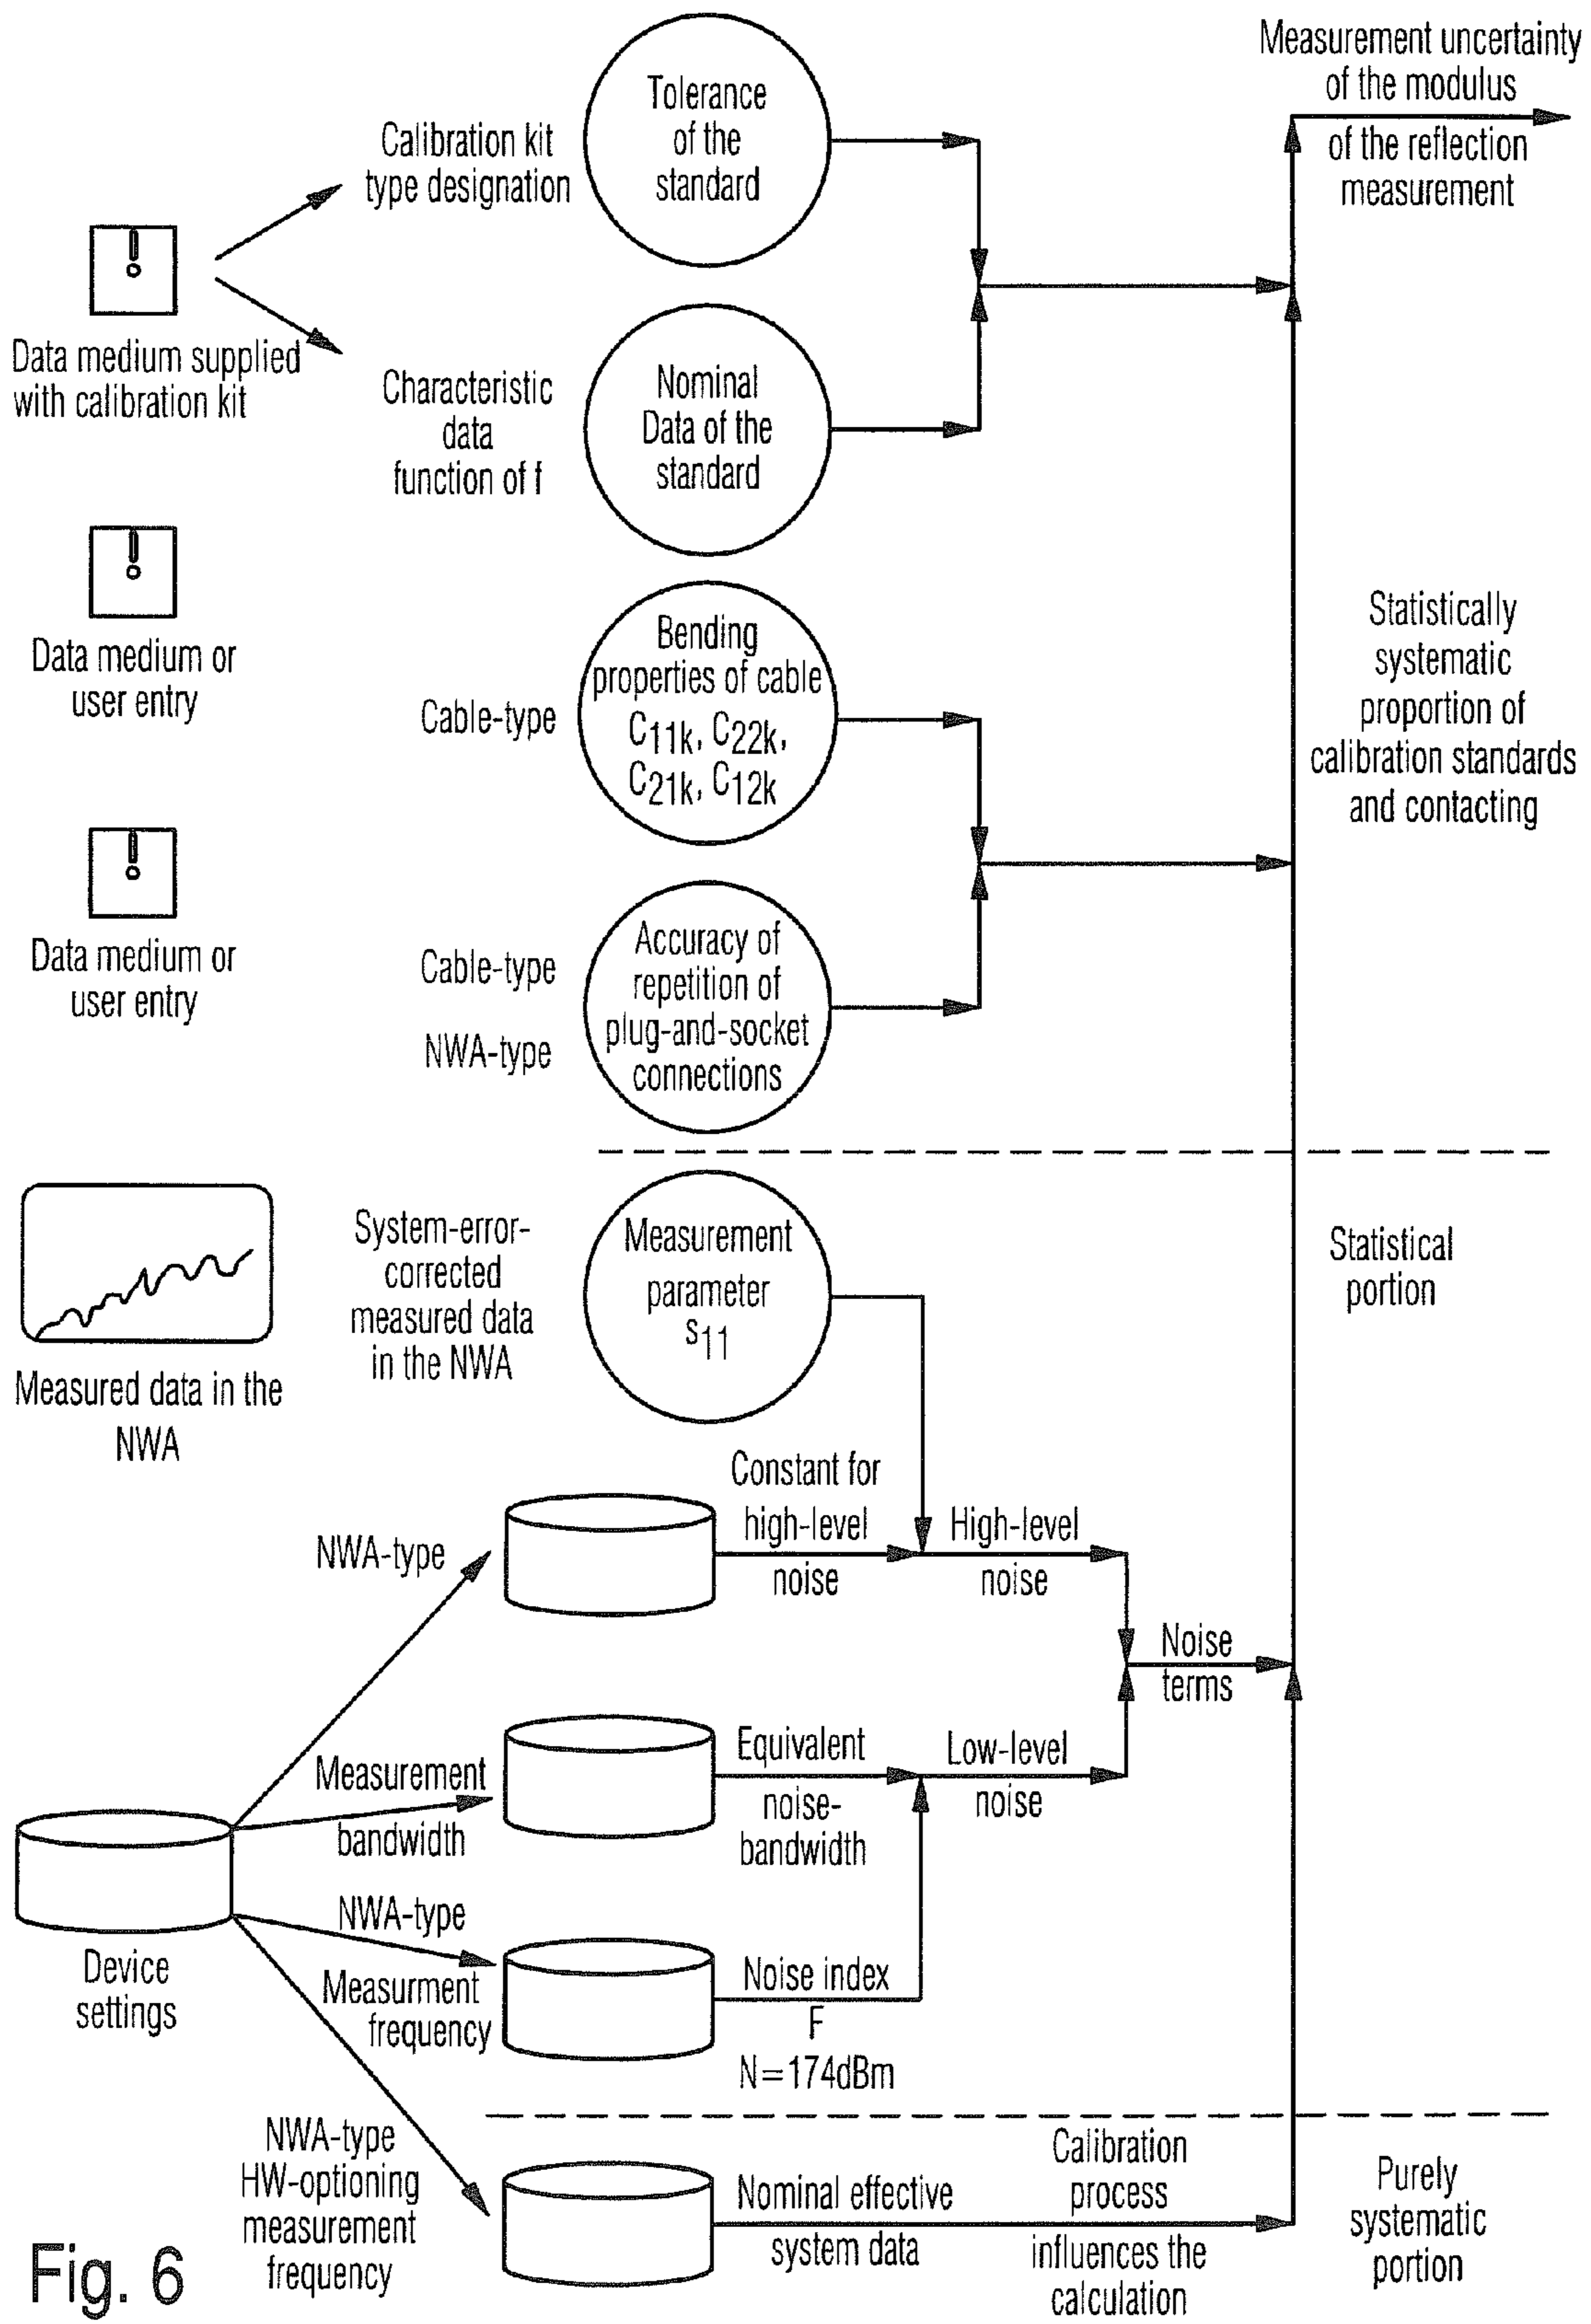 Measurement uncertainty
of the modulus
of the reflection
measurement
Tolerance
of the
standard
Calibration kit
type designation
Data medium supplied
with calibration kit
Characteristic
data
function of f
Nominal
Data of the
standard
Data medium or
user entry
Cable-type
Bending
properties of cable
C11k, C22k,
C21k, C12k
Statistically
systematic
proportion of
calibration standards
and contacting
Data medium or
user entry
Cable-type
NWA-type
Accuracy of
repetition of
plug-and-socket
connections
Measured data in the
NWA
System-error-
corrected
measured data
in the NWA
Measurement
parameter
s11
Statistical
portion
NWA-type
Constant for
high-level
noise
High-level
noise
Noise
terms
Measurement
bandwidth
Equivalent
noise-
bandwidth
Low-level
noise
Device
settings
NWA-type
Measurment
frequency
Noise index
F
N=174dBm
NWA-type
HW-optioning
measurement
frequency
Nominal effective
system data
Calibration
process
influences the
calculation
Purely
systematic
portion
Fig. 6